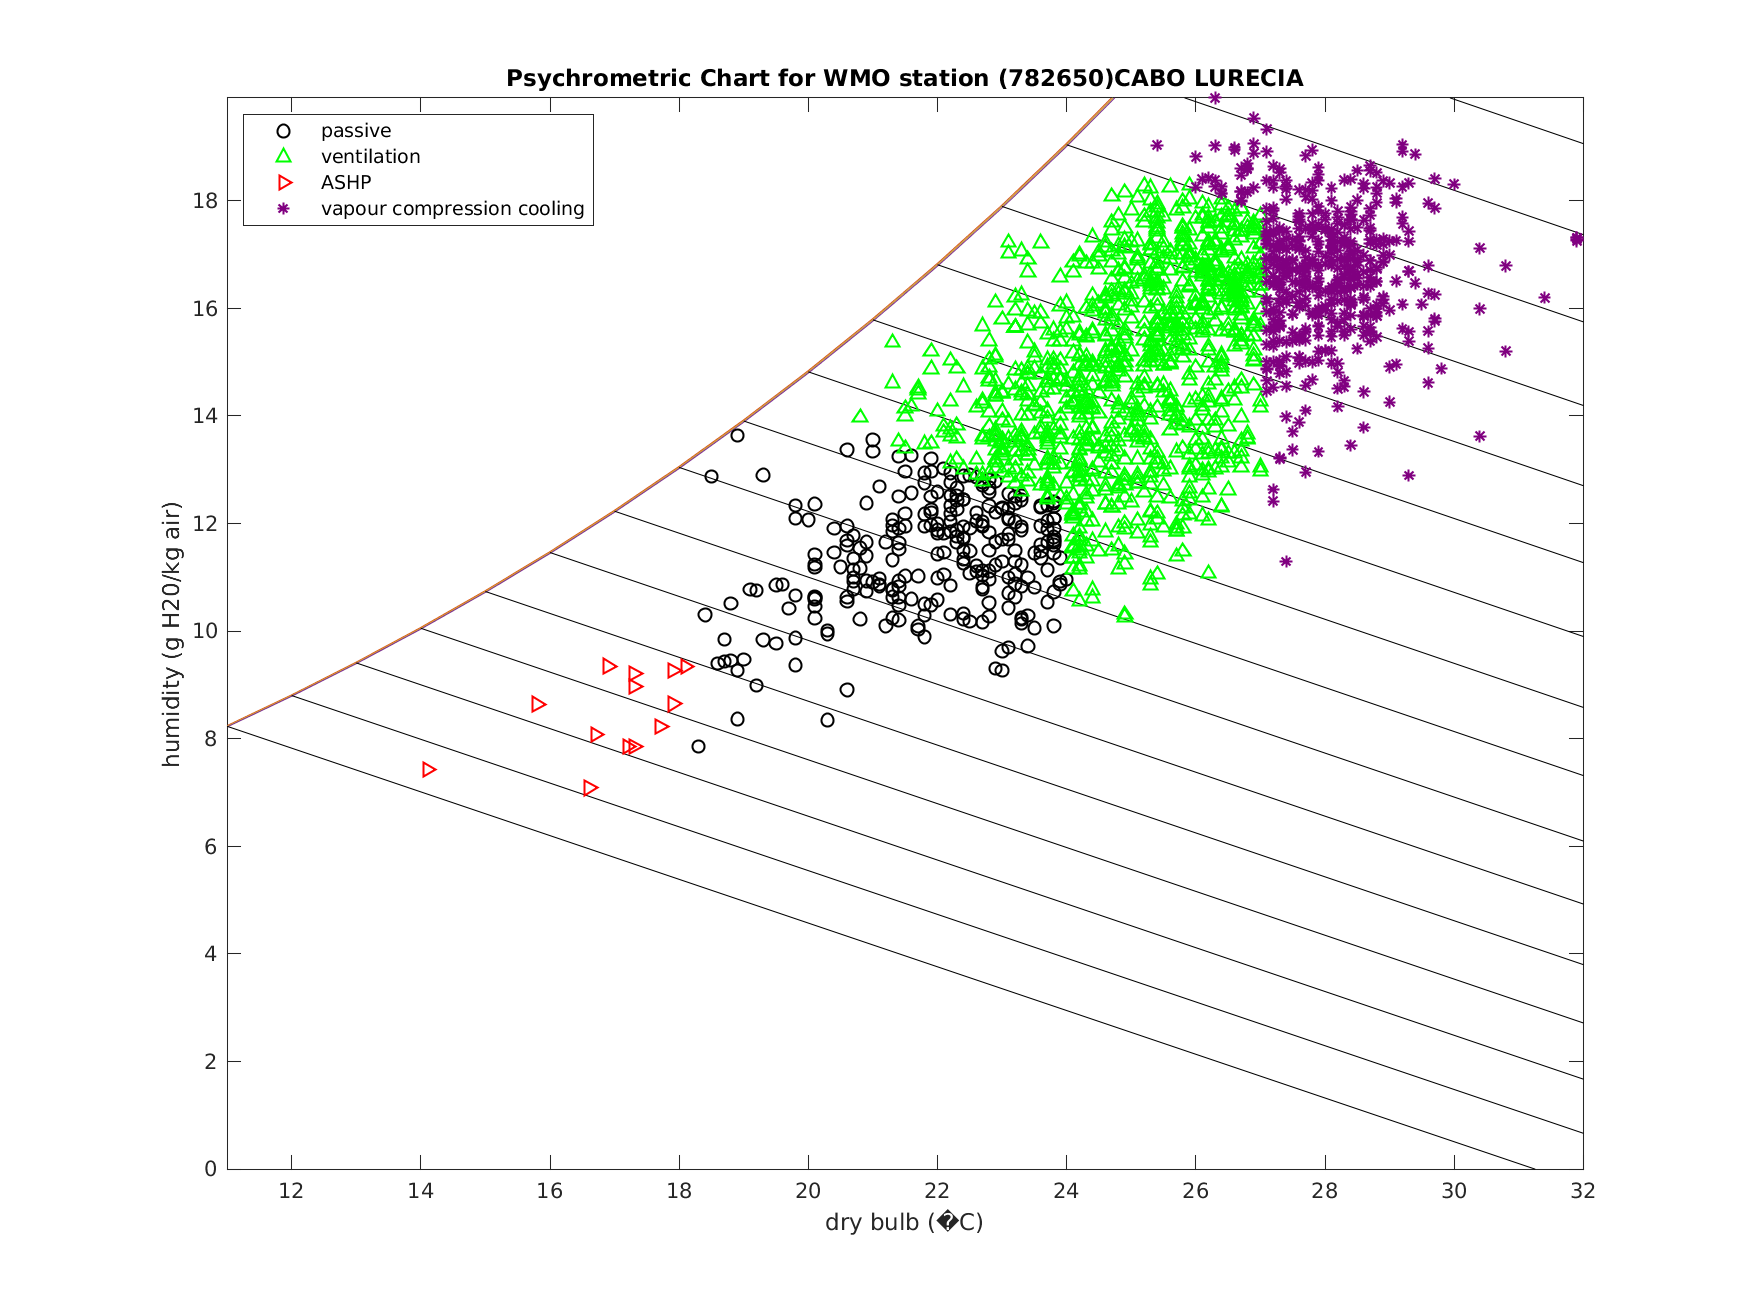 Psychrometric Chart for WMO station (782650)CABO LURECIA
passive
ventilation
ASHP
vapour compression cooling
18
16
14
12
10
8
6
4
2
0
humidity (g H20/kg air)
12 14 16 18 20 22 24 26 28 30 32
dry bulb (�C)